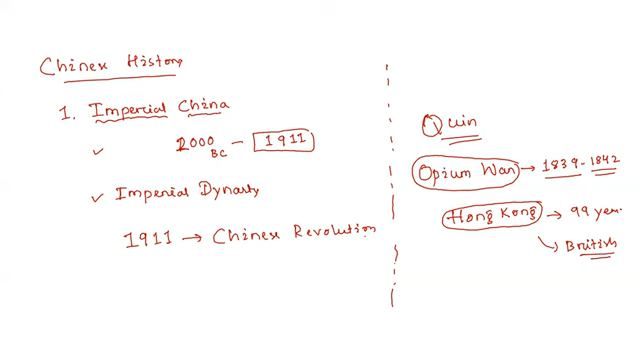 Chinese History
1. Imperial China
2000 BC - 1911
Imperial Dynasty
1911 → Chinese Revolution
Quin
Opium War → 1839 - 1842
Hong Kong → 99 year
British